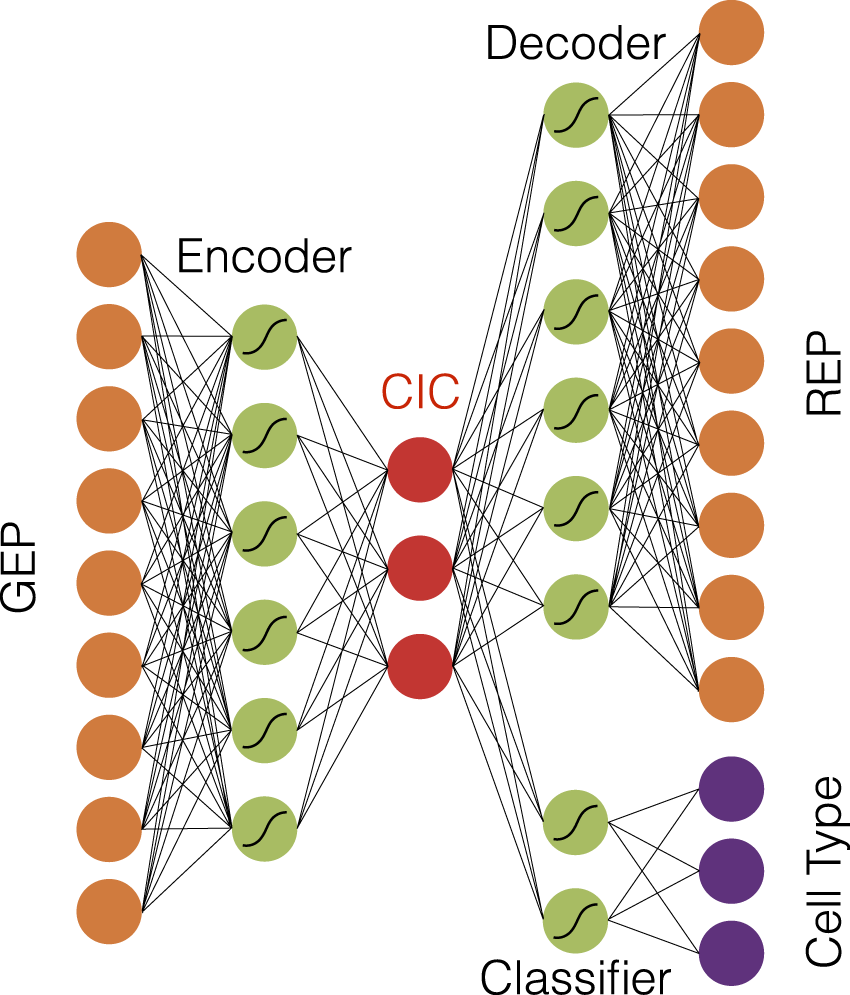 Decoder
Encoder
CIC
REP
GEP
Cell Type
Classifier